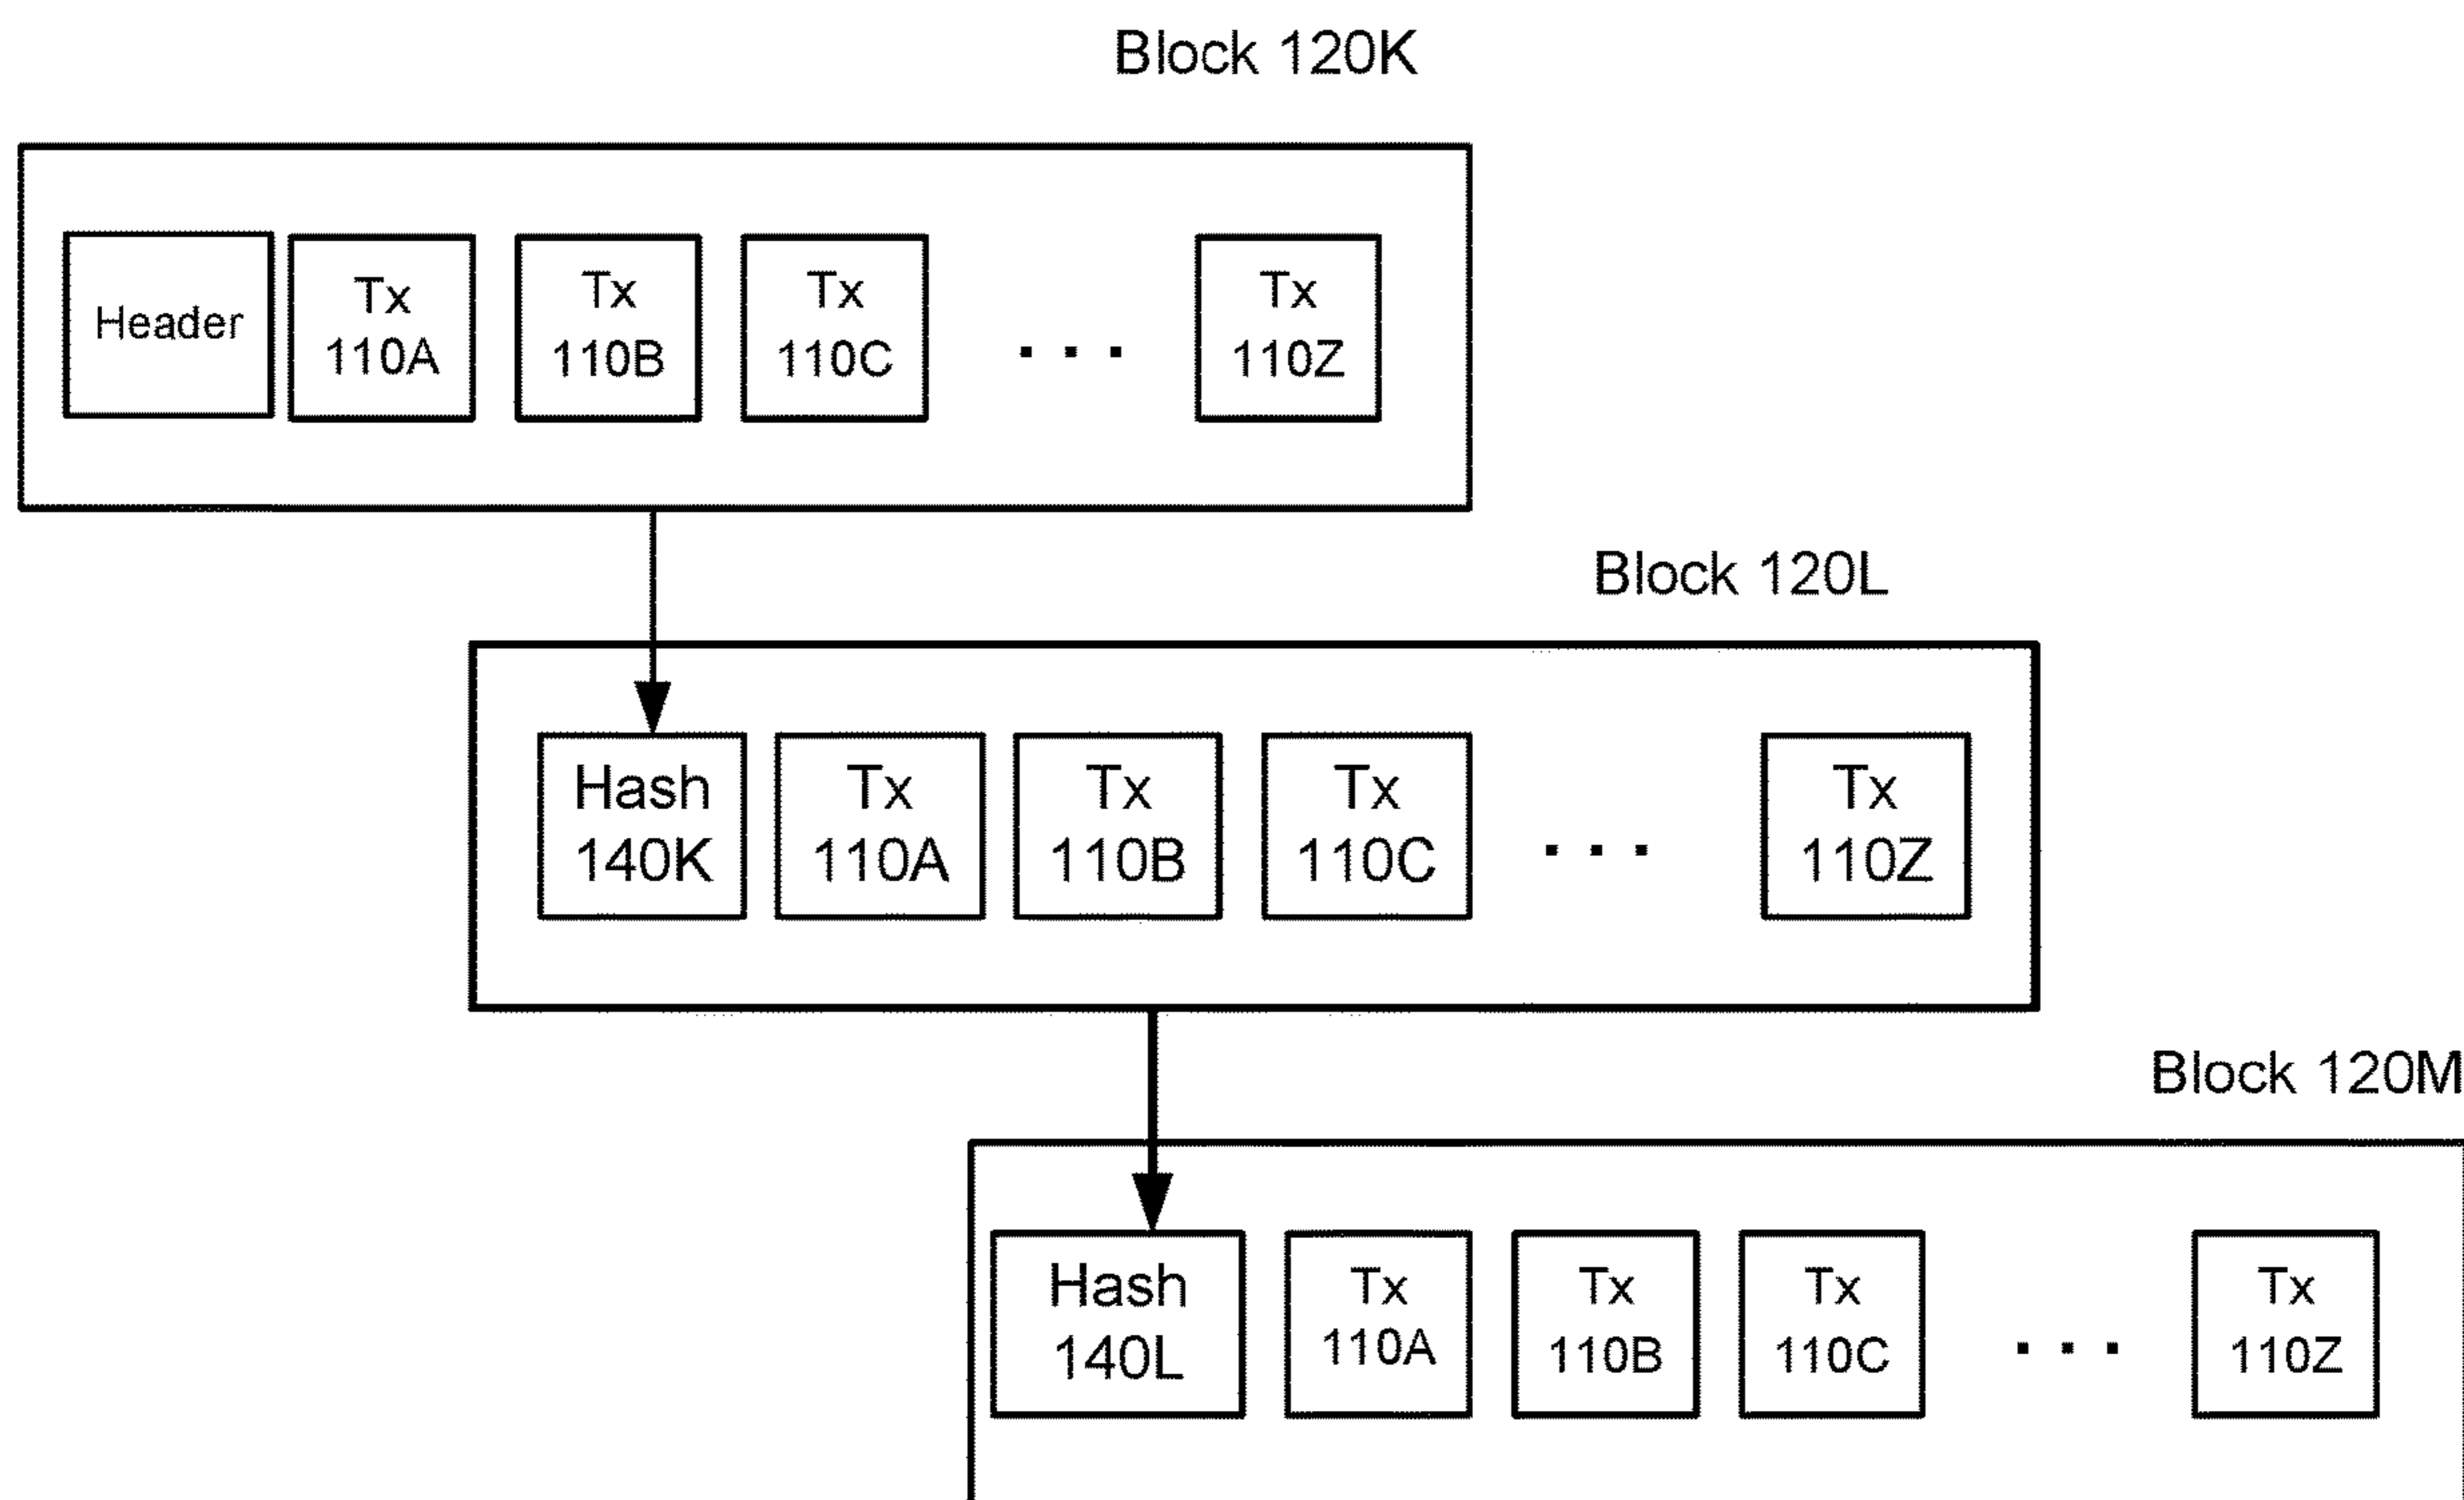 Block 120K
Header
Tx
110A
Tx
110B
Tx
110C
. . .
Tx
110Z
Block 120L
Hash
140K
Tx
110A
Tx
110B
Tx
110C
. . .
Tx
110Z
Block 120M
Hash
140L
Tx
110A
Tx
110B
Tx
110C
. . .
Tx
110Z